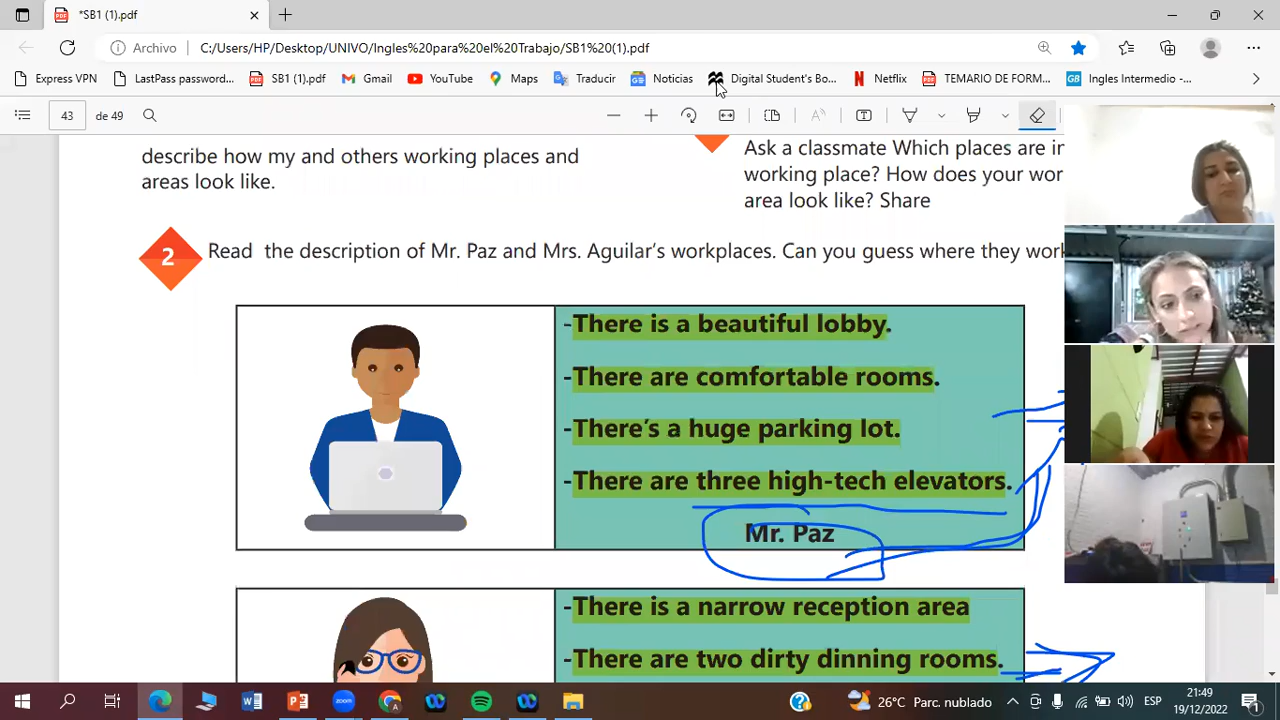 *SB1 (1).pdf
Archivo
C:/Users/HP/Desktop/UNIVO/Ingles%20para%20el%20Trabajo/SB1%20(1).pdf
Express VPN
LastPass password...
SB1 (1).pdf
Gmail
YouTube
Maps
Traducir
Noticias
Digital Student's Bo...
Netflix
TEMARIO DE FORM...
Ingles Intermedio -...
43
de 49
describe how my and others working places and
areas look like.
Ask a classmate Which places are in
working place? How does your wor
area look like? Share
2
Read the description of Mr. Paz and Mrs. Aguilar's workplaces. Can you guess where they work
-There is a beautiful lobby.
-There are comfortable rooms.
-There's a huge parking lot.
-There are three high-tech elevators.
Mr. Paz
-There is a narrow reception area
-There are two dirty dinning rooms.
zoom
26°C
Parc. nublado
ESP
21:49
19/12/2022
1